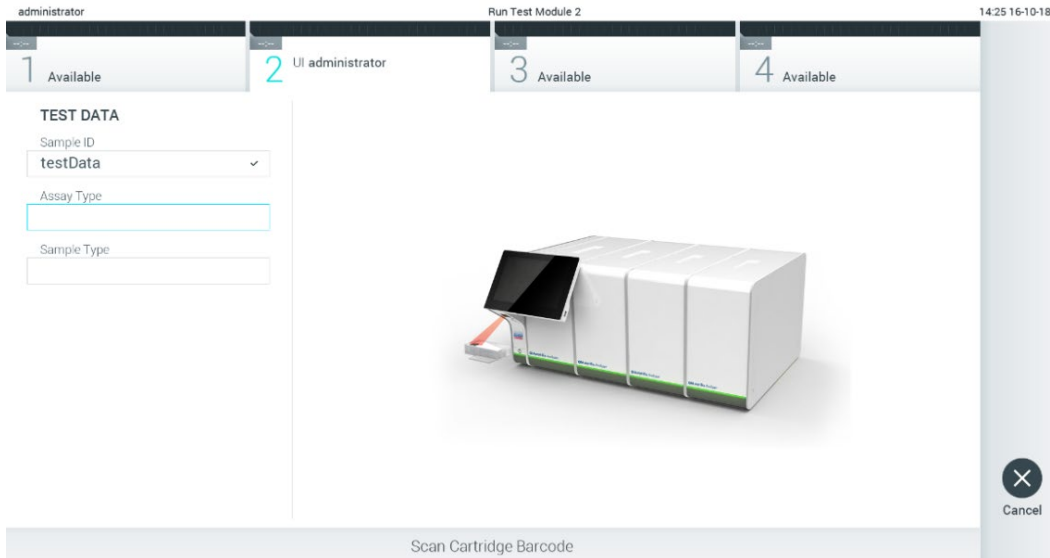 administrator Run Test Module 2 14:25 16-10-18
--:-- --:-- --:-- --:--
1 Available 2 UI administrator 3 Available 4 Available
TEST DATA
Sample ID
testData
Assay Type
Sample Type
Cancel
Scan Cartridge Barcode